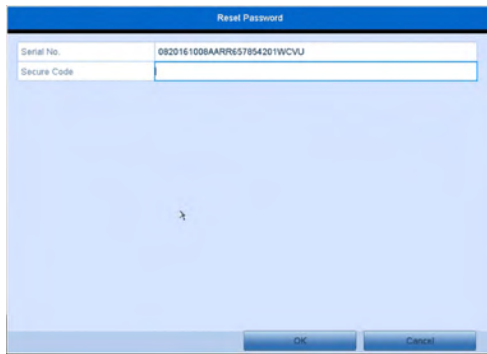 Reset Password
Serial No. 0820161008AARR657854201WCVU
Secure Code
OK Cancel